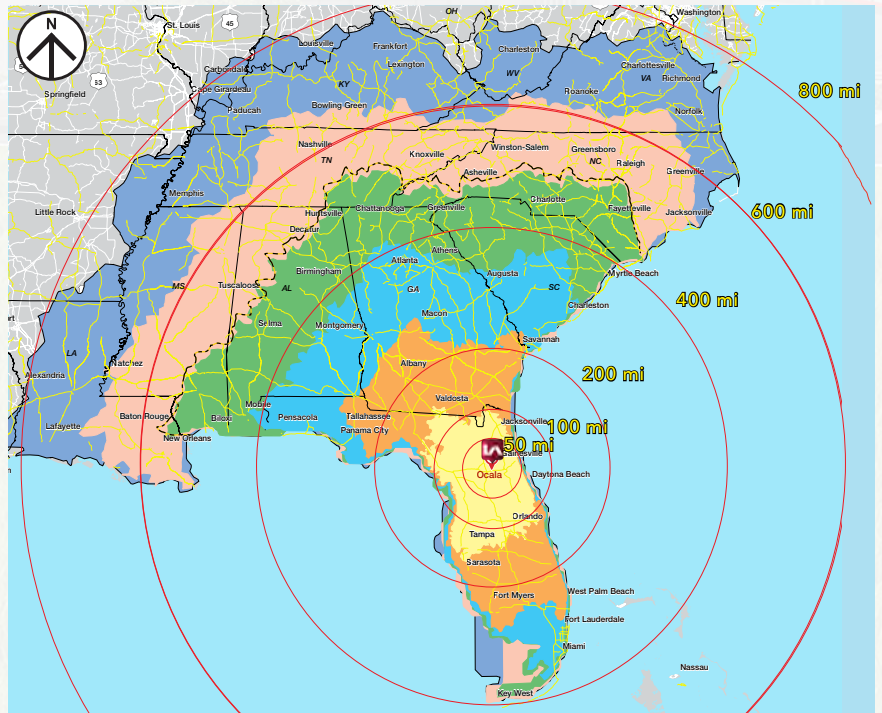 N
OH
Washington
St. Louis
45
Louisville
Frankfort
Charleston
Lexington
Charlottesville
WV
VA
Richmond
Carbondale
KY
Roanoke
800 mi
Springfield
63
Cape Girardeau
Paducah
Bowling Green
Norfolk
Nashville
Winston-Salem
Greensboro
Knoxville
TN
NC
Raleigh
Asheville
Greenville
Memphis
Charlotte
Little Rock
Huntsville
Chattanooga
Greenville
Fayetteville
Jacksonville
600 mi
Decatur
Athens
Atlanta
Birmingham
Augusta
Myrtle Beach
MS
Tuscaloos
AL
GA
SC
400 mi
Charleston
Macon
Selma
Montgomery
Savannah
LA
Natchez
Albany
200 mi
Alexandria
Valdosta
Mobile
Baton Rouge
Biloxi
Pensacola
Tallahassee
Jacksonville
100 mi
Lafayette
Panama City
New Orleans
50 mi
Gainesville
Ocala
Daytona Beach
Orlando
Tampa
Sarasota
Fort Myers
West Palm Beach
Fort Lauderdale
Miami
Nassau
Key West